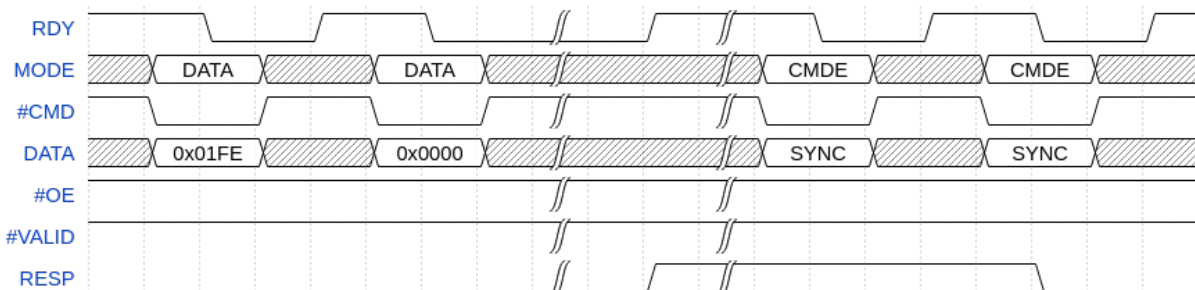 RDY
MODE DATA DATA CMDE CMDE
#CMD
DATA 0x01FE 0x0000 SYNC SYNC
#OE
#VALID
RESP